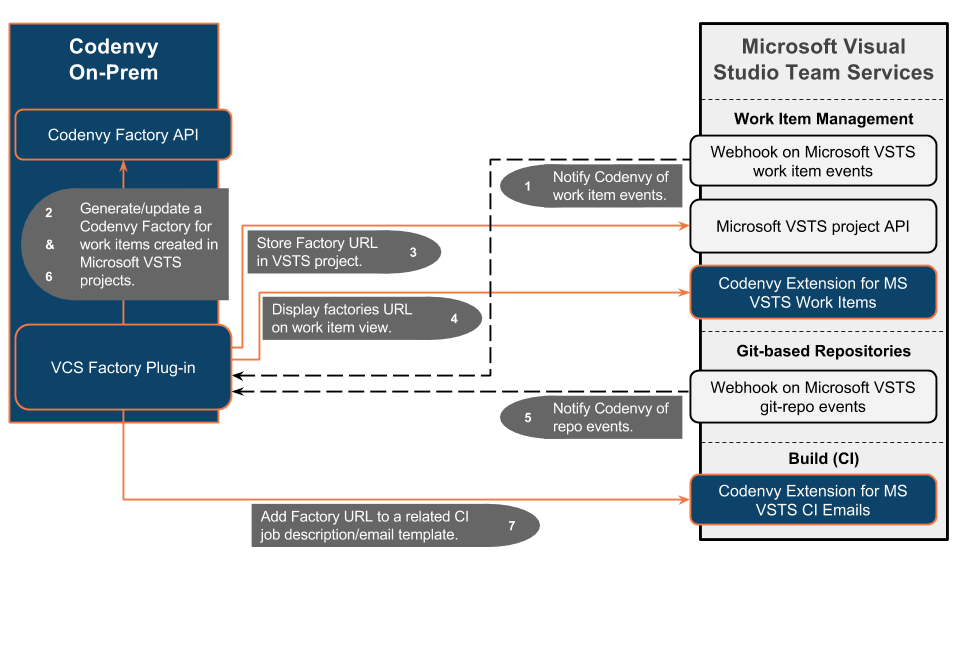 Codenvy
On-Prem
Codenvy Factory API
2
&
6
Generate/update a
Codenvy Factory for
work items created in
Microsoft VSTS
projects.
VCS Factory Plug-in
1
Notify Codenvy of
work item events.
Store Factory URL
in VSTS project.
3
Display factories URL
on work item view.
4
5
Notify Codenvy of
repo events.
Add Factory URL to a related CI
job description/email template.
7
Microsoft Visual
Studio Team Services
Work Item Management
Webhook on Microsoft VSTS
work item events
Microsoft VSTS project API
Codenvy Extension for MS
VSTS Work Items
Git-based Repositories
Webhook on Microsoft VSTS
git-repo events
Build (CI)
Codenvy Extension for MS
VSTS CI Emails